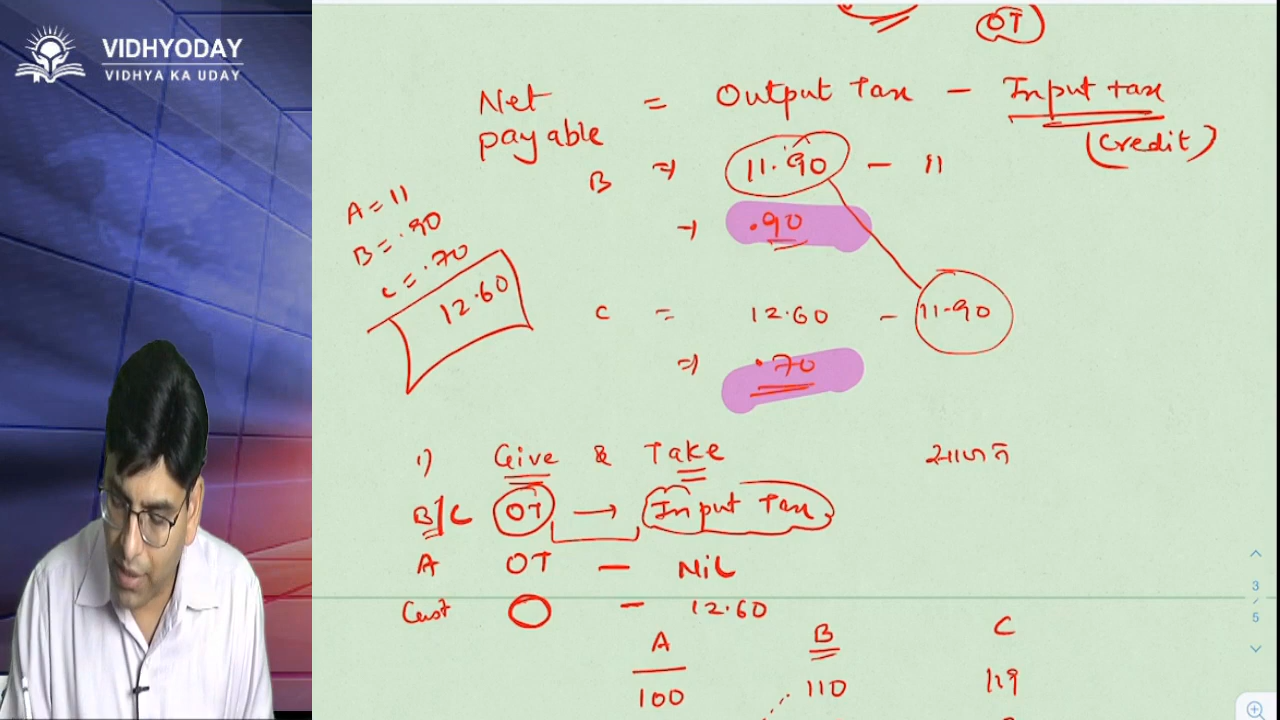 VIDHYODAY
VIDHYA KA UDAY
OT
Net payable = Output Tax - Input tax
(Credit)
B ⇒ 11.90 - 11
→ .90
A = 11
B = .90
C = .70
12.60
C = 12.60 - 11.90
⇒ .70
1) Give & Take
B/C OT → Input Tax
A OT - Nil
Cust O - 12.60
A B C
100 110 119
3
/
5